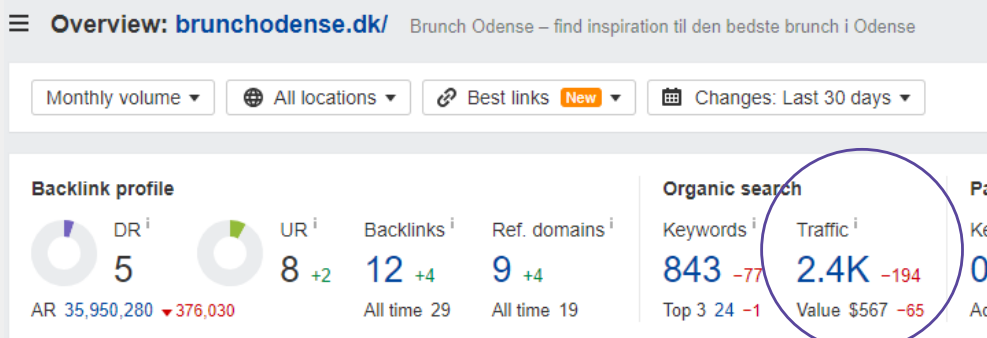 Overview: brunchodense.dk/ Brunch Odense – find inspiration til den bedste brunch i Odense
Monthly volume All locations Best links New Changes: Last 30 days
Backlink profile Organic search
DR i UR i Backlinks i Ref. domains i Keywords i Traffic i
5 8 +2 12 +4 9 +4 843 −77 2.4K −194
AR 35,950,280 376,030 All time 29 All time 19 Top 3 24 −1 Value $567 −65